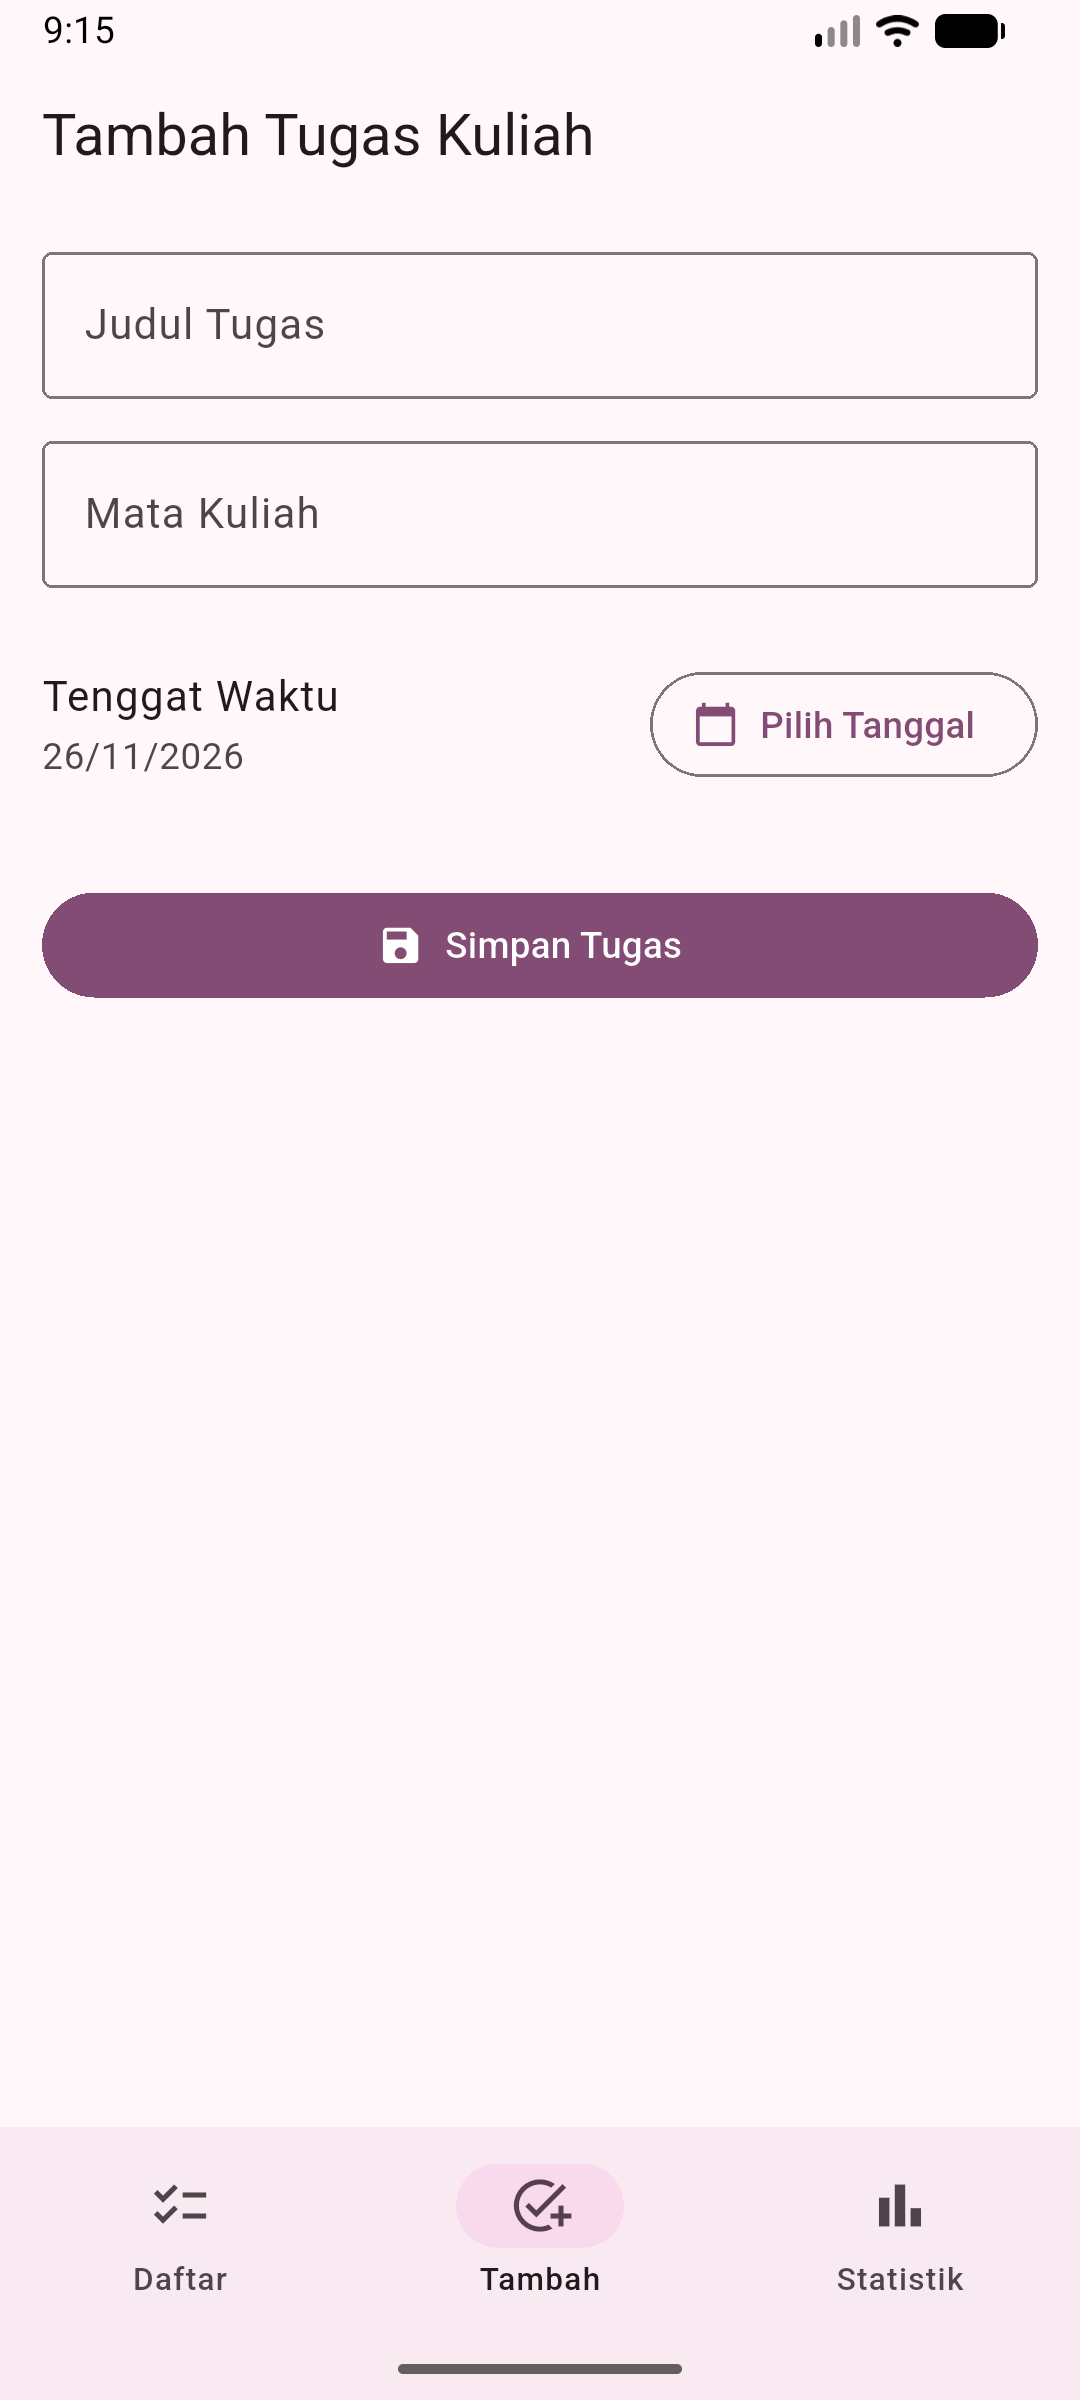 9:15
Tambah Tugas Kuliah
Judul Tugas
Mata Kuliah
Tenggat Waktu
26/11/2026
Pilih Tanggal
Simpan Tugas
Daftar
Tambah
Statistik